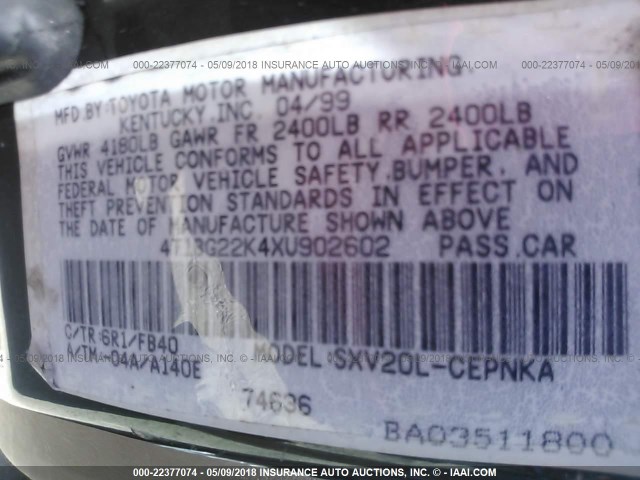 000-22377074 - 05/09/2018 - INSURANCE AUTO AUCTIONS, INC. - © IAAI.COM
MFD.BY TOYOTA MOTOR MANUFACTURING
KENTUCKY,INC 04/99
GVWR 4180LB GAWR FR 2400LB RR 2400LB
THIS VEHICLE CONFORMS TO ALL APPLICABLE
FEDERAL MOTOR VEHICLE SAFETY,BUMPER, AND
THEFT PREVENTION STANDARDS IN EFFECT ON
THE DATE OF MANUFACTURE SHOWN ABOVE
4T1BG22K4XU902602 PASS.CAR
C/TR 6R1/FB40
A/TM -04A/A140E MODEL SXV20L-CEPNKA
74636
BA03511800
000-22377074 - 05/09/2018 - INSURANCE AUTO AUCTIONS, INC. - © IAAI.COM